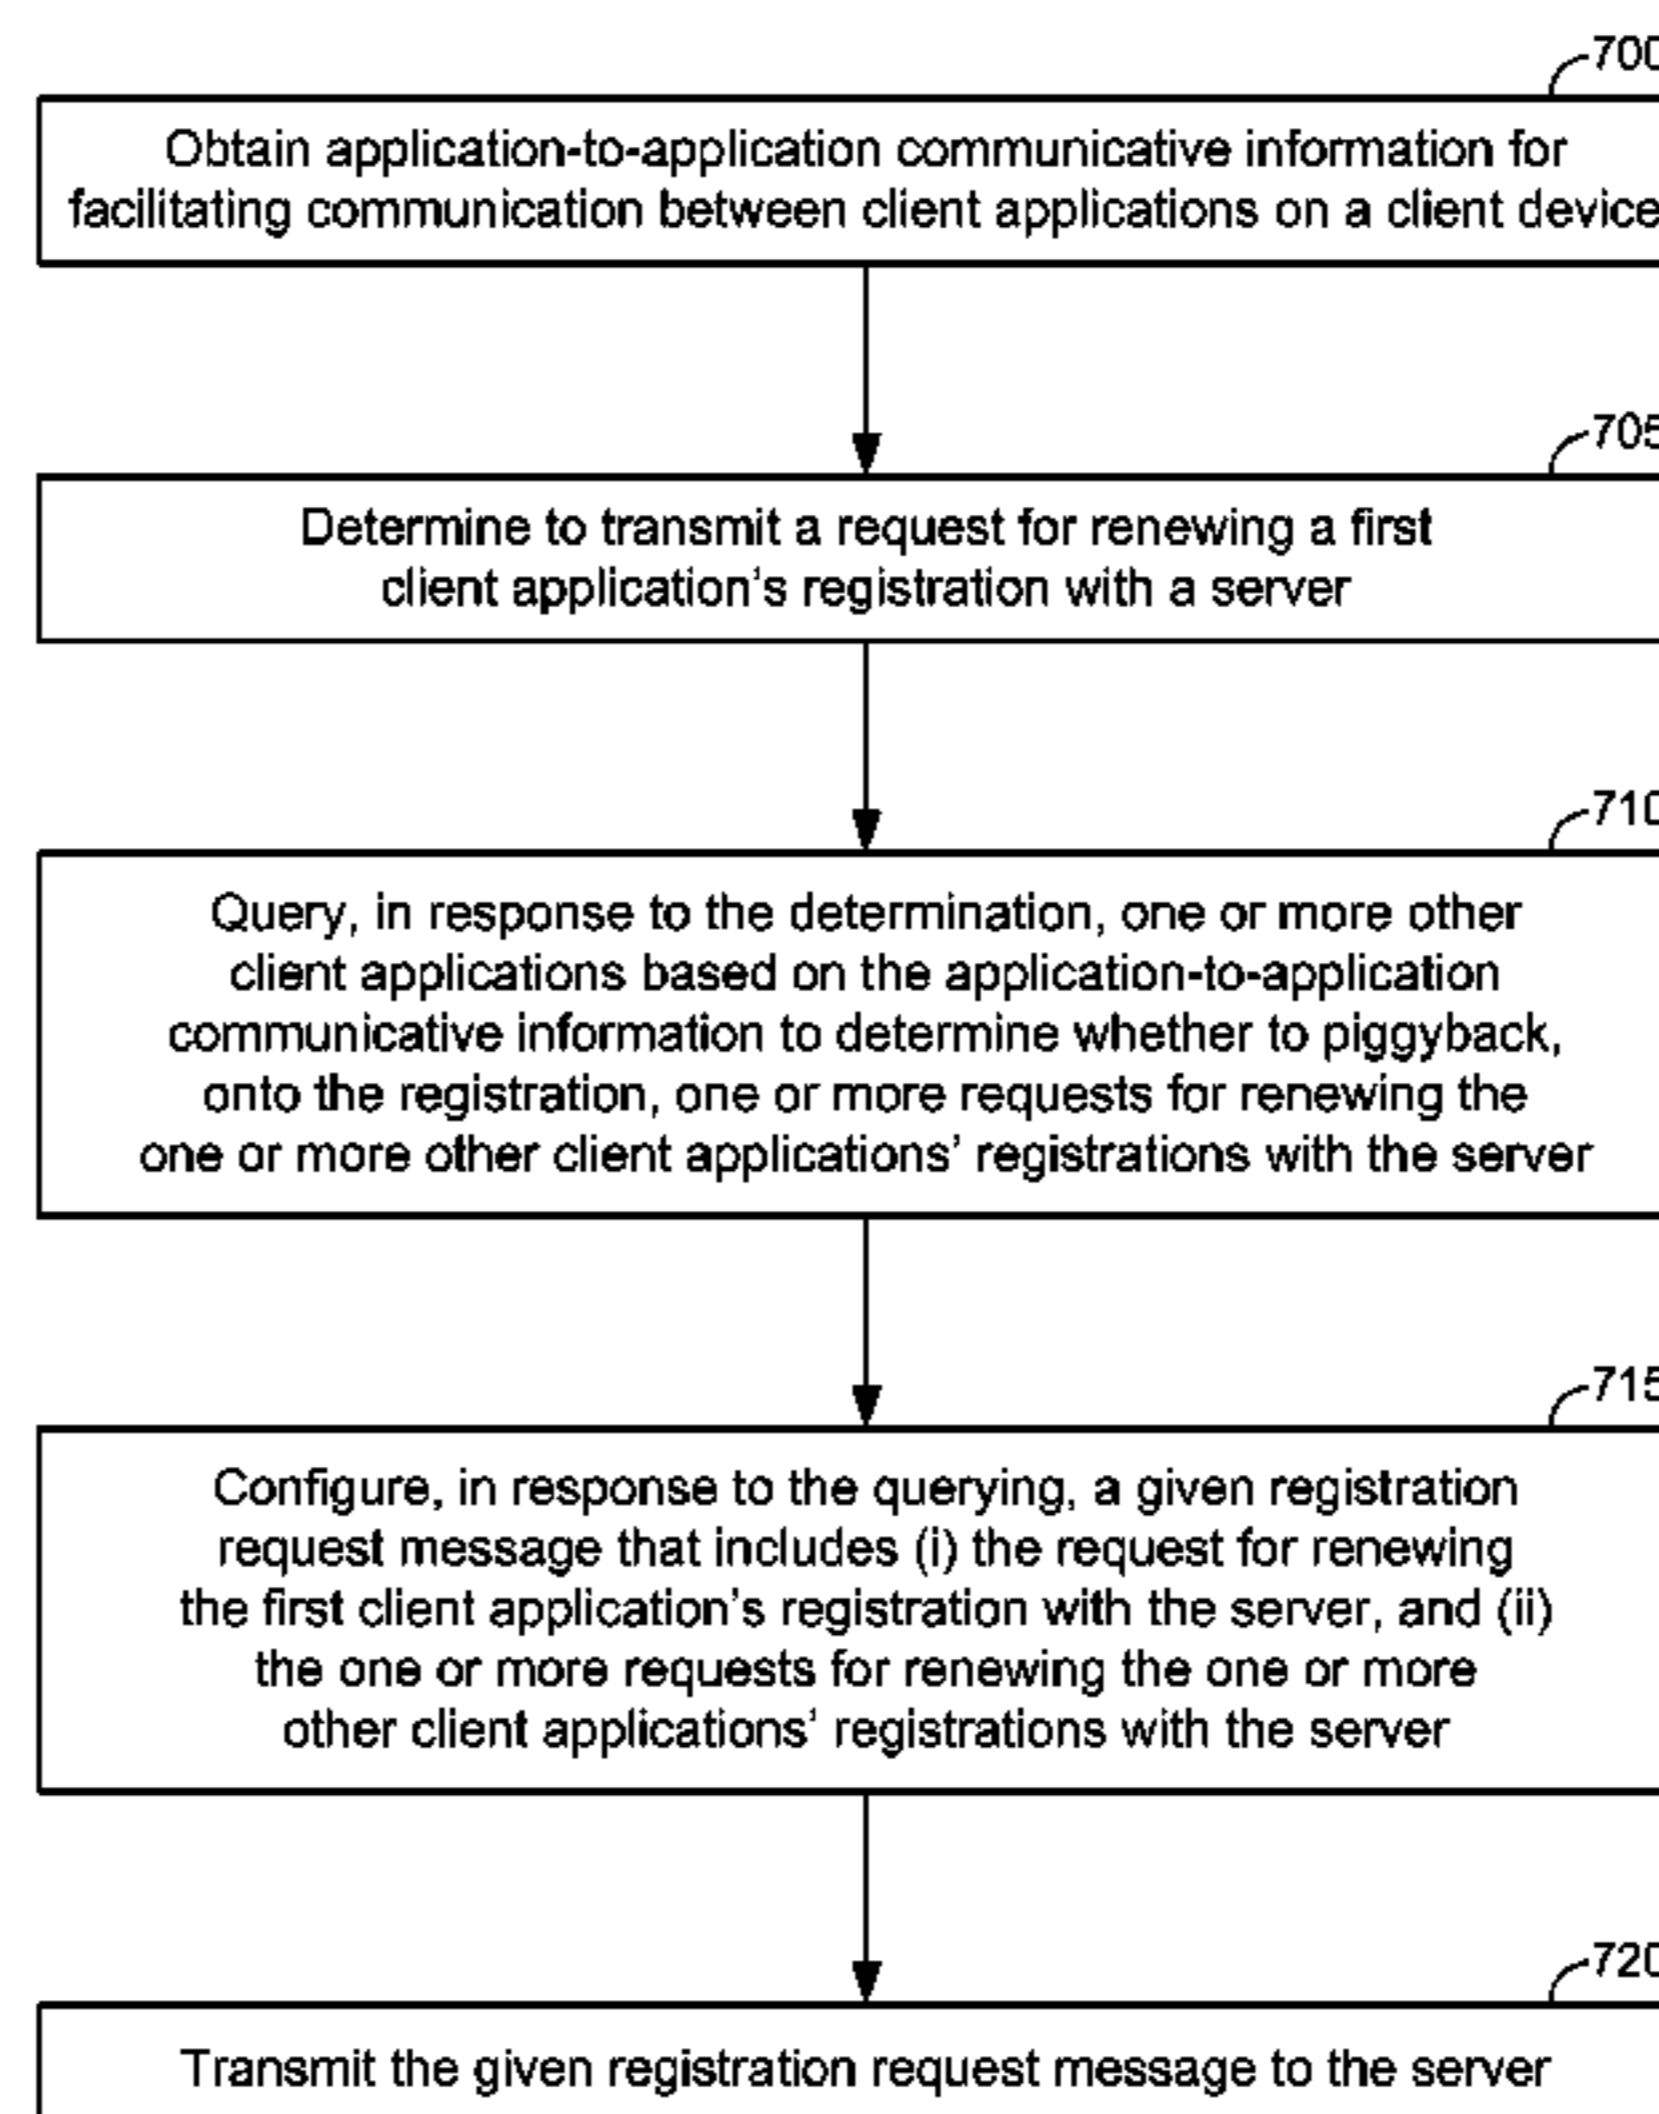 700
Obtain application-to-application communicative information for
facilitating communication between client applications on a client device
705
Determine to transmit a request for renewing a first
client application's registration with a server
710
Query, in response to the determination, one or more other
client applications based on the application-to-application
communicative information to determine whether to piggyback,
onto the registration, one or more requests for renewing the
one or more other client applications' registrations with the server
715
Configure, in response to the querying, a given registration
request message that includes (i) the request for renewing
the first client application's registration with the server, and (ii)
the one or more requests for renewing the one or more
other client applications' registrations with the server
720
Transmit the given registration request message to the server